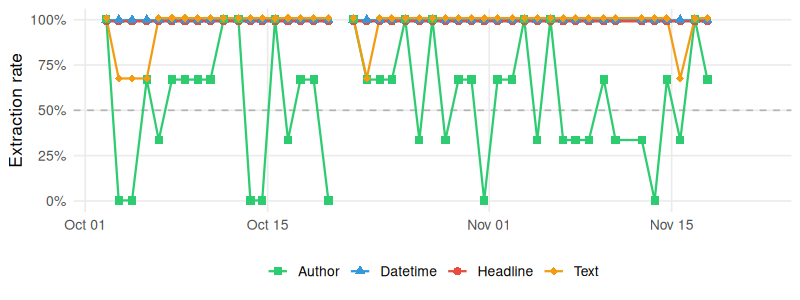 Extraction rate
100%
75%
50%
25%
0%
Oct 01 Oct 15 Nov 01 Nov 15
Author Datetime Headline Text